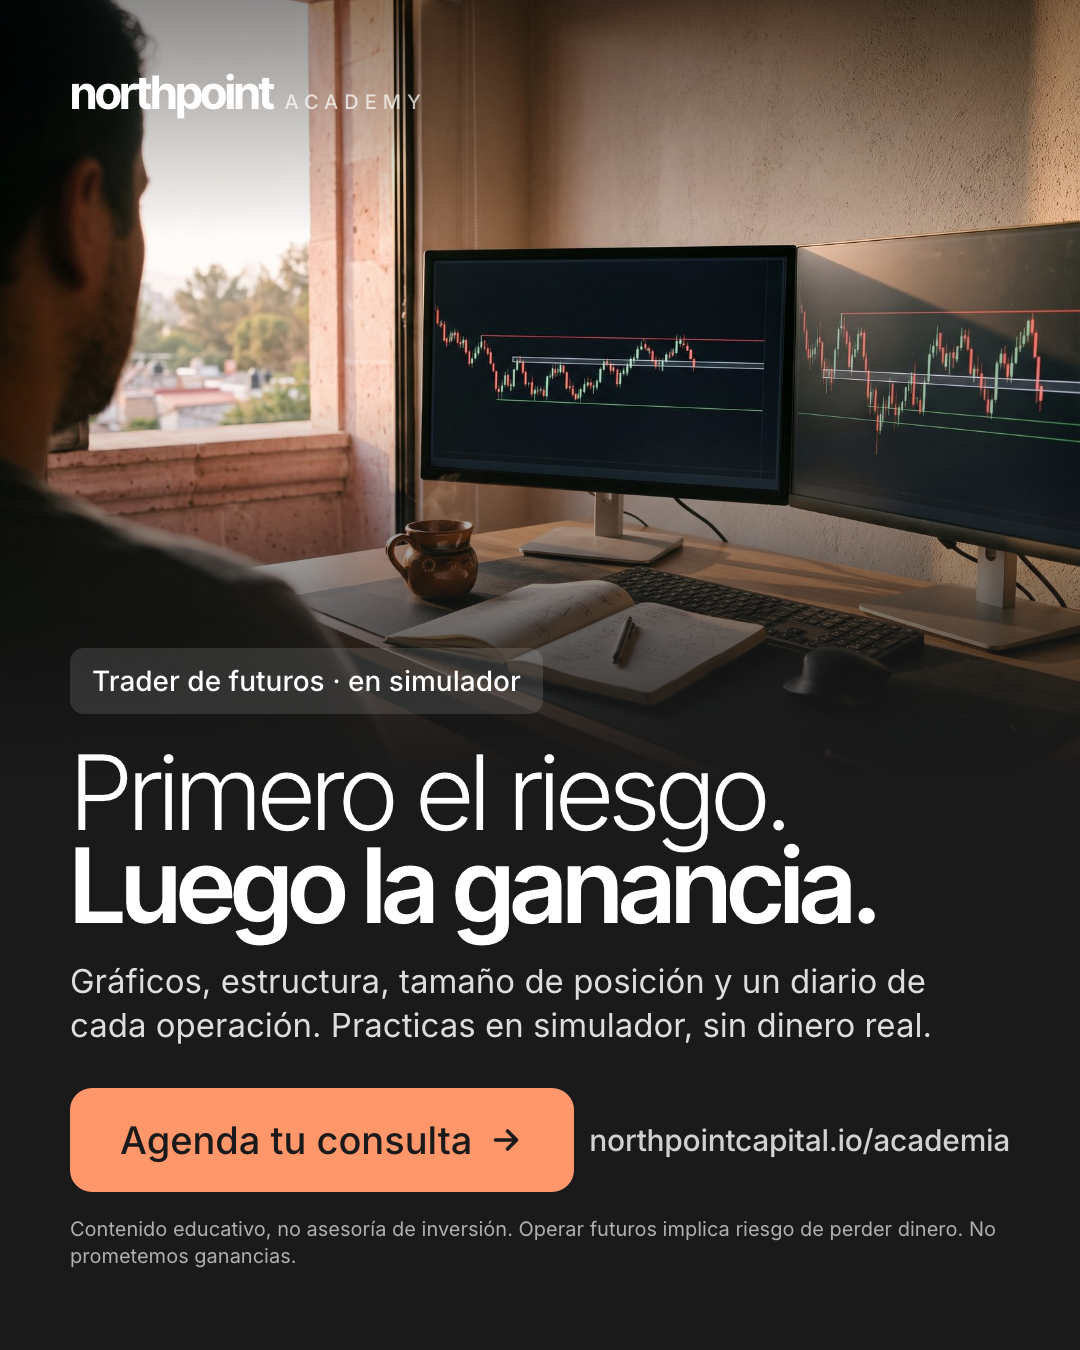 northpoint ACADEMY
Trader de futuros · en simulador
Primero el riesgo.
Luego la ganancia.
Gráficos, estructura, tamaño de posición y un diario de
cada operación. Practicas en simulador, sin dinero real.
Agenda tu consulta →
northpointcapital.io/academia
Contenido educativo, no asesoría de inversión. Operar futuros implica riesgo de perder dinero. No
prometemos ganancias.